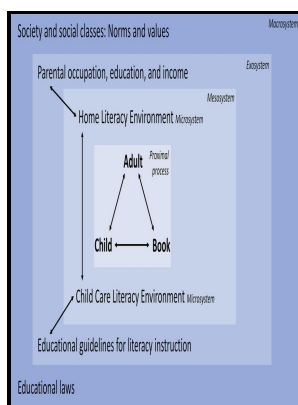 Macrosystem
Society and social classes: Norms and values
Exosystem
Parental occupation, education, and income
Mesosystem
Home Literacy Environment Microsystem
Proximal
process
Adult
Child Book
Child Care Literacy Environment Microsystem
Educational guidelines for literacy instruction
Educational laws